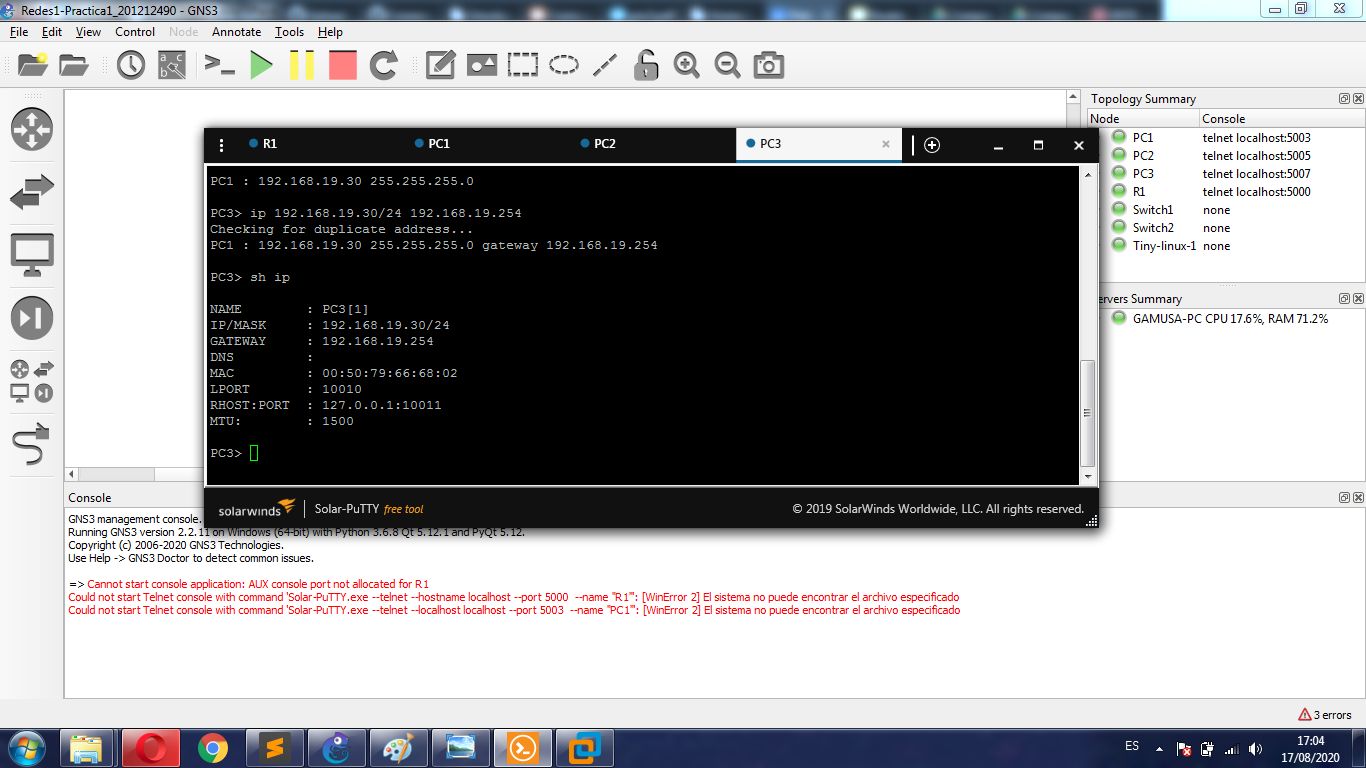 Redes1-Practica1_201212490 - GNS3
File Edit View Control Node Annotate Tools Help
Topology Summary
Node Console
PC1 telnet localhost:5003
PC2 telnet localhost:5005
PC3 telnet localhost:5007
R1 telnet localhost:5000
Switch1 none
Switch2 none
Tiny-linux-1 none
ervers Summary
GAMUSA-PC CPU 17.6%, RAM 71.2%
R1 PC1 PC2 PC3
PC1 : 192.168.19.30 255.255.255.0
PC3> ip 192.168.19.30/24 192.168.19.254
Checking for duplicate address...
PC1 : 192.168.19.30 255.255.255.0 gateway 192.168.19.254
PC3> sh ip
NAME : PC3[1]
IP/MASK : 192.168.19.30/24
GATEWAY : 192.168.19.254
DNS :
MAC : 00:50:79:66:68:02
LPORT : 10010
RHOST:PORT : 127.0.0.1:10011
MTU: : 1500
PC3>
solarwinds Solar-PuTTY free tool © 2019 SolarWinds Worldwide, LLC. All rights reserved.
Console
GNS3 management console.
Running GNS3 version 2.2.11 on Windows (64-bit) with Python 3.6.8 Qt 5.12.1 and PyQt 5.12.
Copyright (c) 2006-2020 GNS3 Technologies.
Use Help -> GNS3 Doctor to detect common issues.
=> Cannot start console application: AUX console port not allocated for R1
Could not start Telnet console with command 'Solar-PuTTY.exe --telnet --hostname localhost --port 5000 --name "R1"': [WinError 2] El sistema no puede encontrar el archivo especificado
Could not start Telnet console with command 'Solar-PuTTY.exe --telnet --localhost localhost --port 5003 --name "PC1"': [WinError 2] El sistema no puede encontrar el archivo especificado
3 errors
ES
17:04
17/08/2020